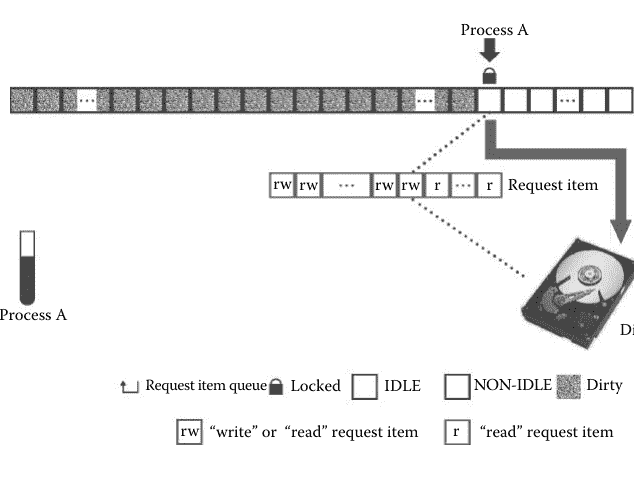 Process A
...
...
...
rw rw ... rw rw r ... r Request item
Process A
Di
Request item queue Locked IDLE NON-IDLE Dirty
rw “write” or “read” request item r “read” request item